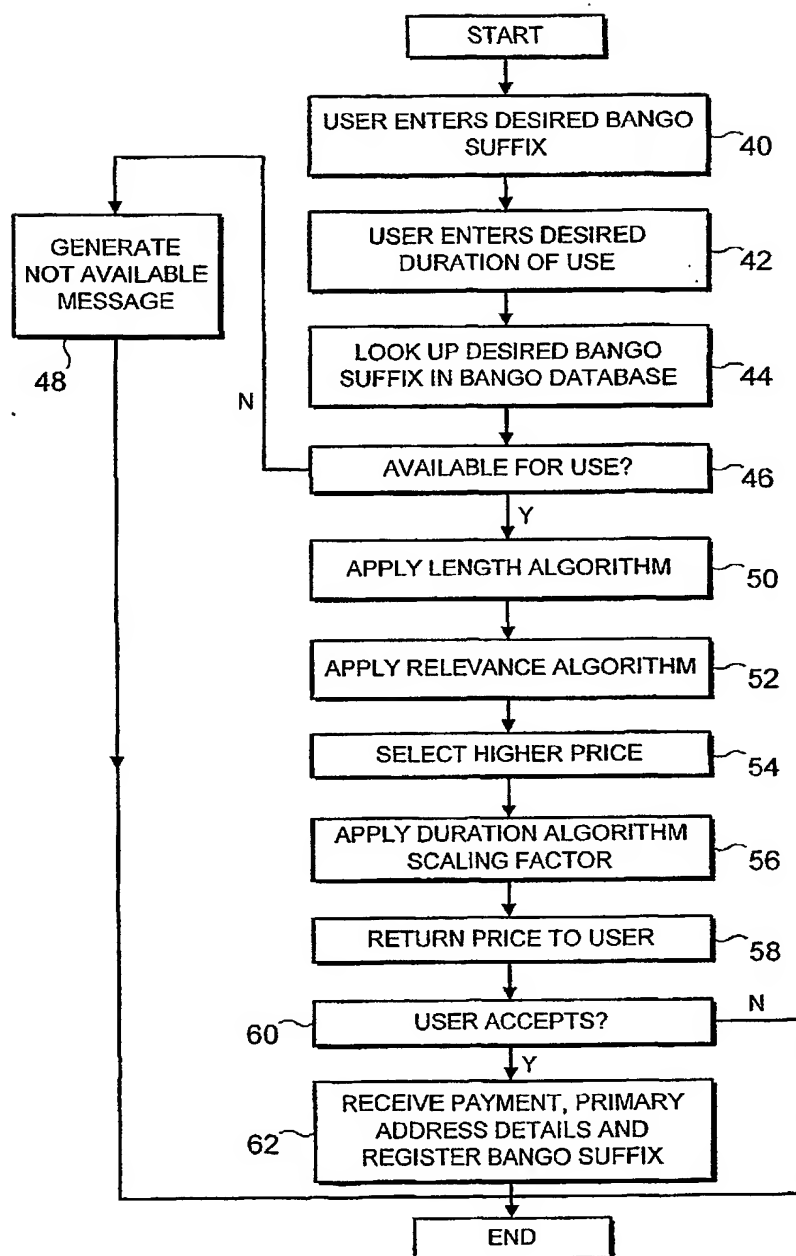 START
USER ENTERS DESIRED BANGO
SUFFIX
40
USER ENTERS DESIRED
DURATION OF USE
42
GENERATE
NOT AVAILABLE
MESSAGE
48
LOOK UP DESIRED BANGO
SUFFIX IN BANGO DATABASE
44
N
AVAILABLE FOR USE?
46
Y
APPLY LENGTH ALGORITHM
50
APPLY RELEVANCE ALGORITHM
52
SELECT HIGHER PRICE
54
APPLY DURATION ALGORITHM
SCALING FACTOR
56
RETURN PRICE TO USER
58
60
USER ACCEPTS?
N
Y
62
RECEIVE PAYMENT, PRIMARY
ADDRESS DETAILS AND
REGISTER BANGO SUFFIX
END